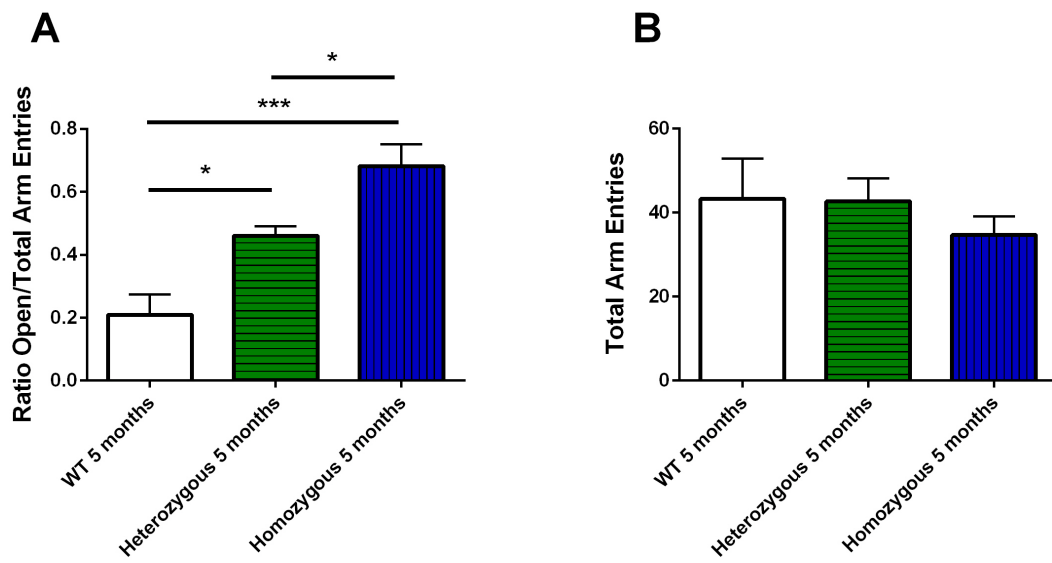 A
Ratio Open/Total Arm Entries
0.8
0.6
0.4
0.2
0.0
*
***
*
WT 5 months
Heterozygous 5 months
Homozygous 5 months
B
Total Arm Entries
60
40
20
0
WT 5 months
Heterozygous 5 months
Homozygous 5 months